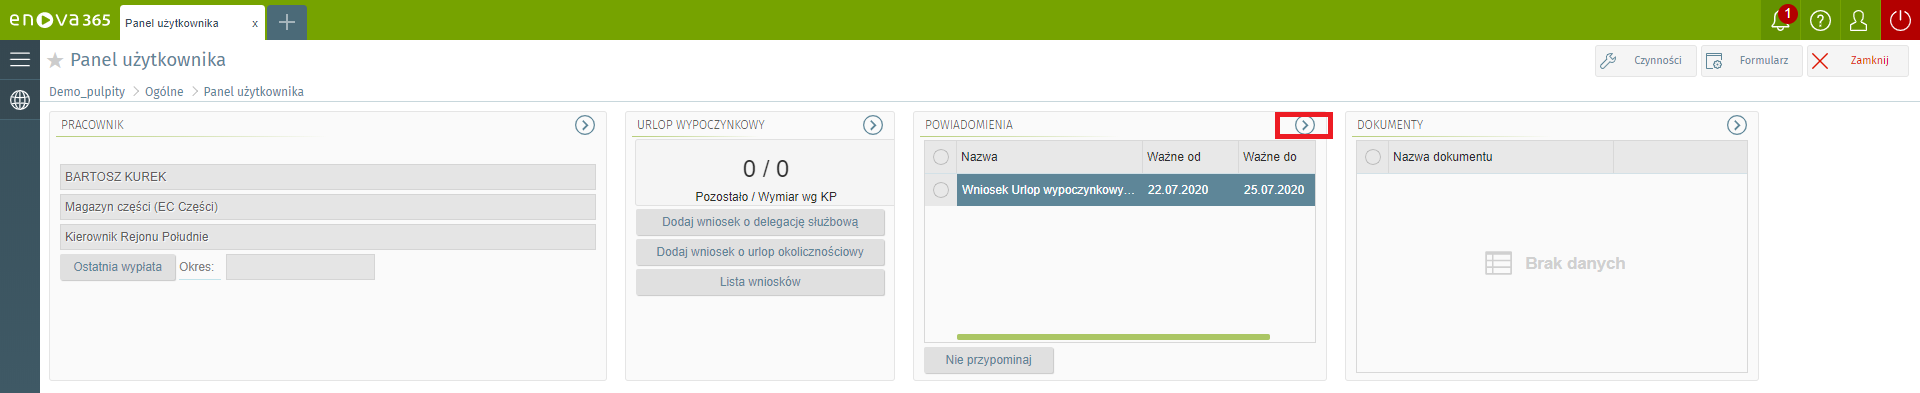 enova365
Panel użytkownika x
1
Panel użytkownika
Czynności
Formularz
Zamknij
Demo_pulpity Ogólne Panel użytkownika
PRACOWNIK
BARTOSZ KUREK
Magazyn części (EC Części)
Kierownik Rejonu Południe
Ostatnia wypłata Okres:
URLOP WYPOCZYNKOWY
0 / 0
Pozostało / Wymiar wg KP
Dodaj wniosek o delegację służbową
Dodaj wniosek o urlop okolicznościowy
Lista wniosków
POWIADOMIENIA
Nazwa Ważne od Ważne do
Wniosek Urlop wypoczynkowy... 22.07.2020 25.07.2020
Nie przypominaj
DOKUMENTY
Nazwa dokumentu
Brak danych